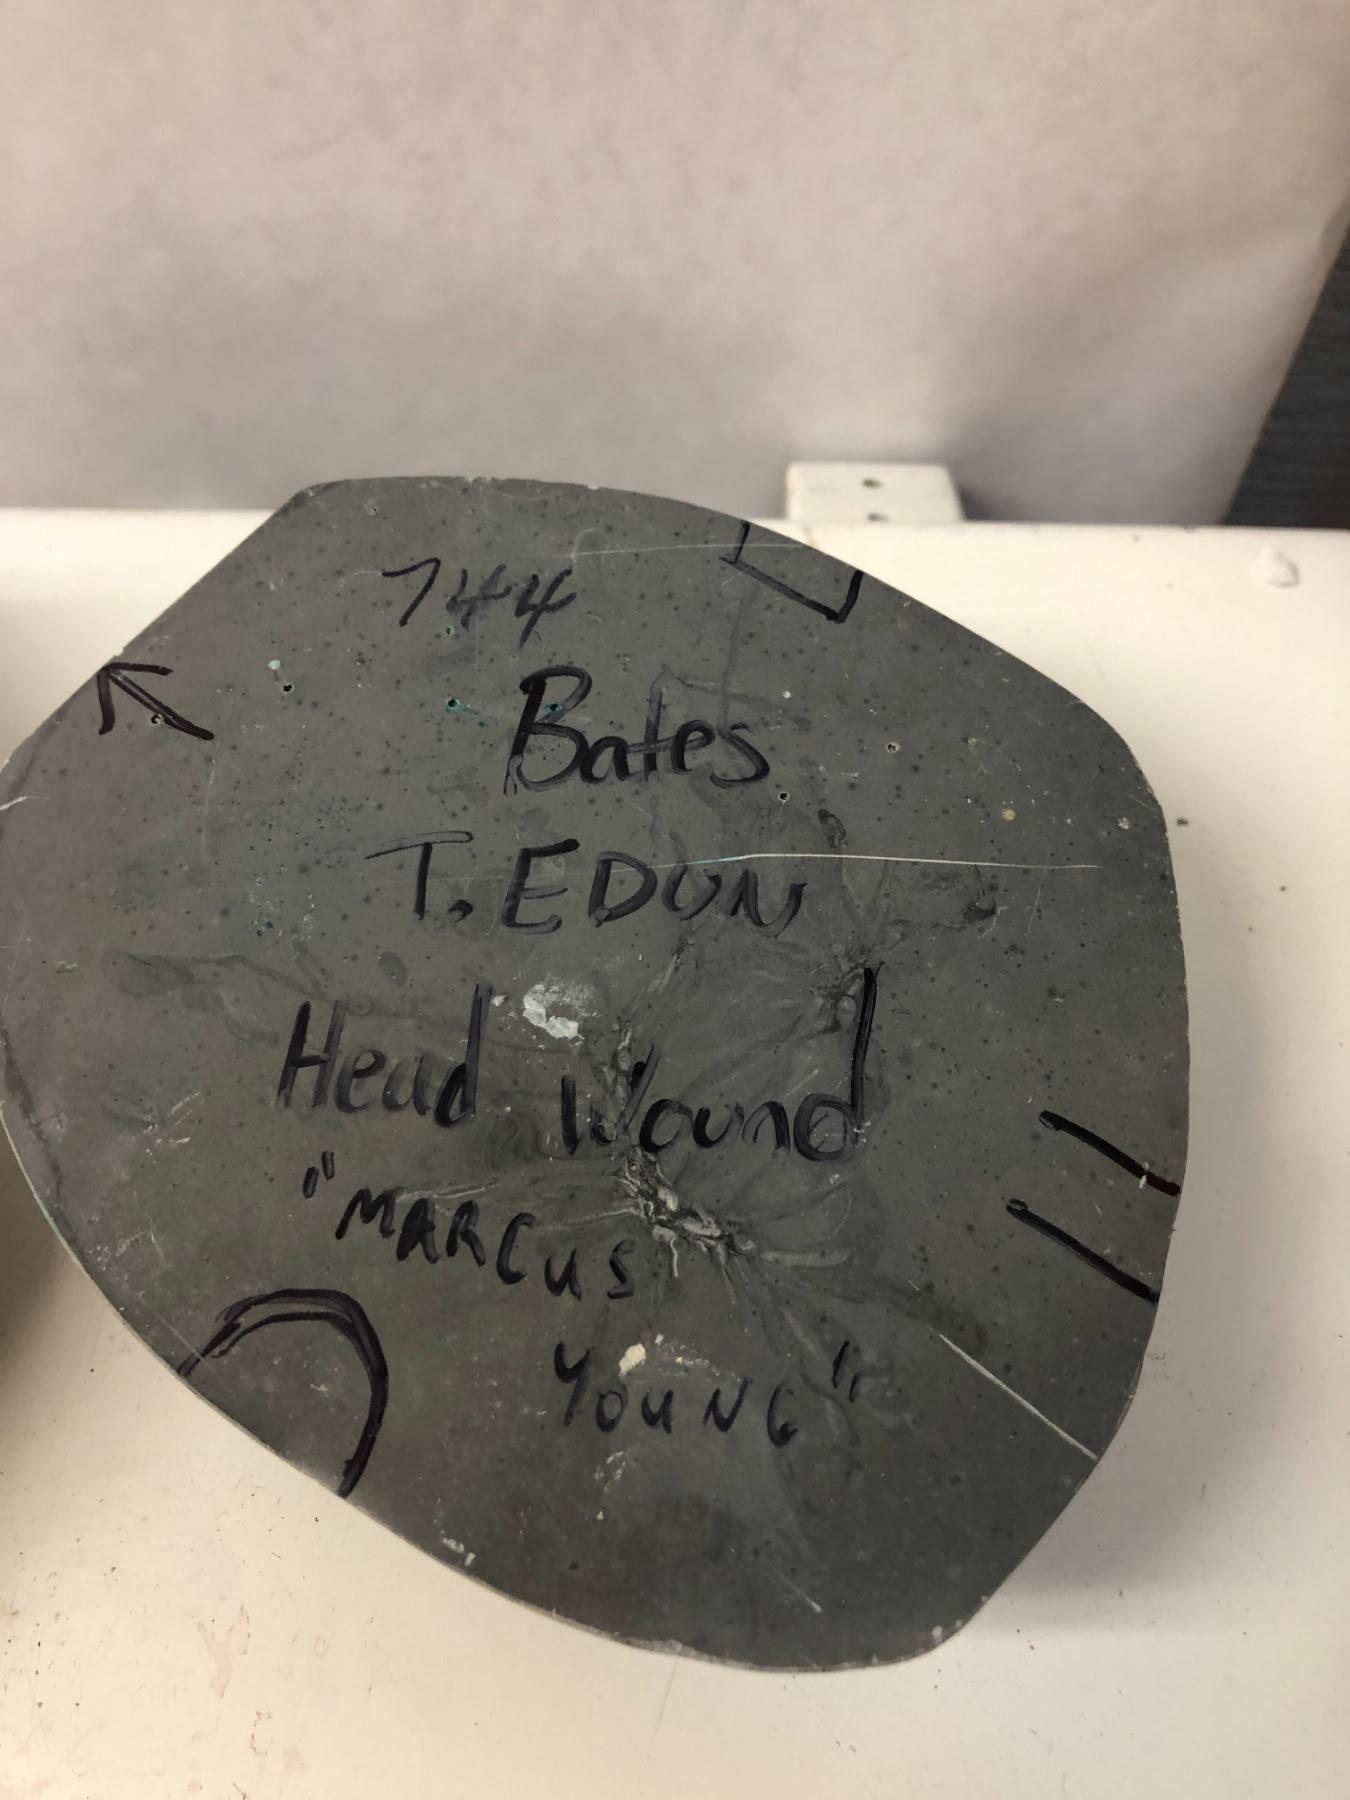 744
Bates
T. EDON
Head Wound
"MARCUS
YOUNG"